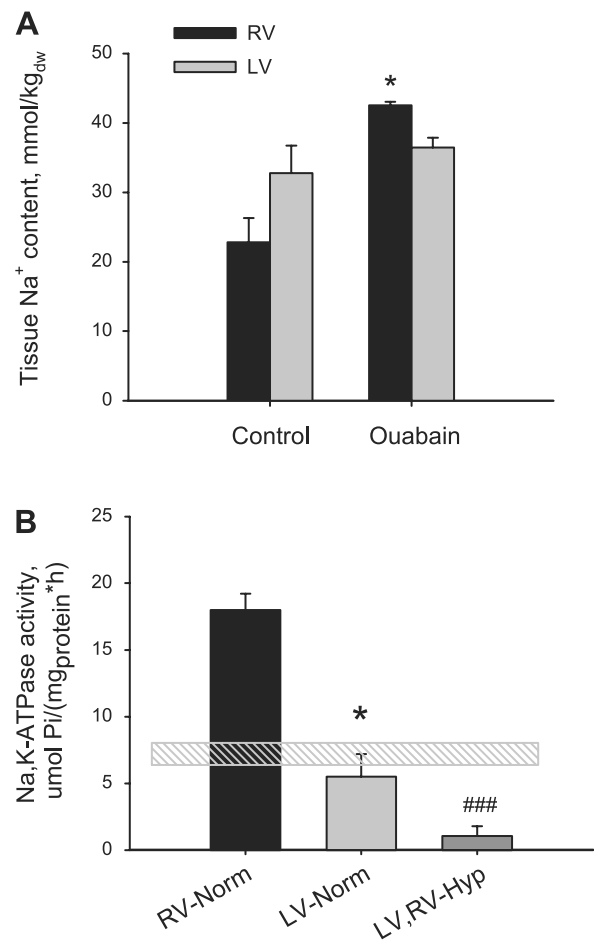 A
RV
LV
Tissue Na+ content, mmol/kgdw
50
40
30
20
10
0
*
Control
Ouabain
B
Na,K-ATPase activity,
umol Pi/(mgprotein*h)
25
20
15
10
5
0
*
###
RV-Norm
LV-Norm
LV,RV-Hyp